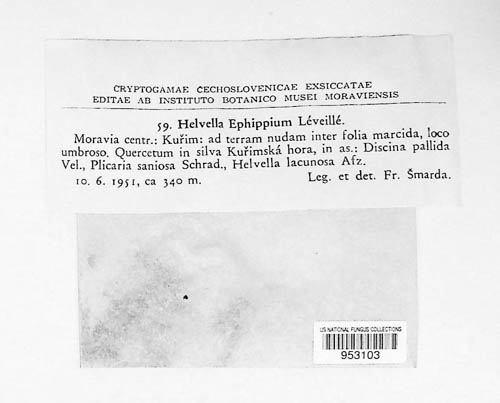 CRYPTOGAMAE ČECHOSLOVENICAE EXSICCATAE
EDITAE AB INSTITUTO BOTANICO MUSEI MORAVIENSIS
59. Helvella Ephippium Léveillé.
Moravia centr.: Kuřim: ad terram nudam inter folia marcida, loco
umbroso. Quercetum in silva Kuřimská hora, in as.: Discina pallida
Vel., Plicaria saniosa Schrad., Helvella lacunosa Afz.
10. 6. 1951, ca 340 m. Leg. et det. Fr. Šmarda.
US NATIONAL FUNGUS COLLECTIONS
953103